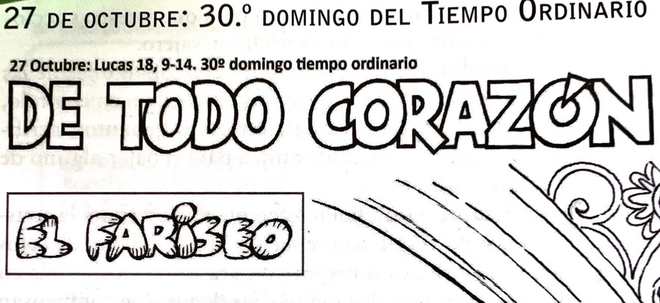 27 DE OCTUBRE: 30.º DOMINGO DEL TIEMPO ORDINARIO
27 Octubre: Lucas 18, 9-14. 30º domingo tiempo ordinario
DE TODO CORAZÓN
EL FARISEO